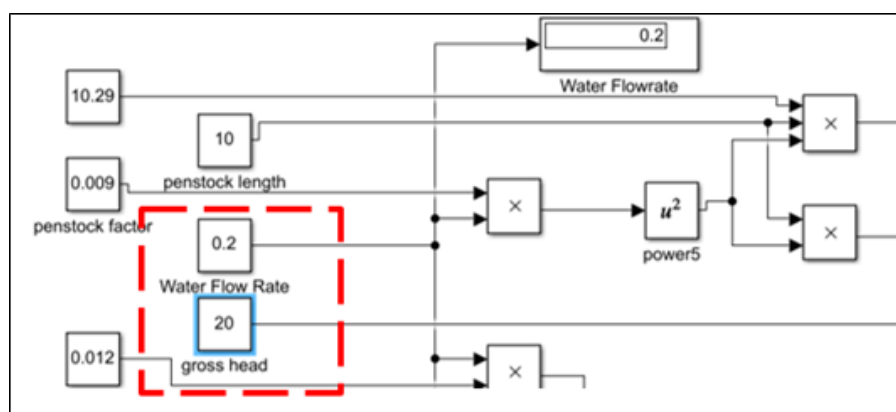 0.2
Water Flowrate
10.29
10
penstock length
×
0.009
penstock factor
×
u²
power5
×
0.2
Water Flow Rate
20
gross head
0.012
×